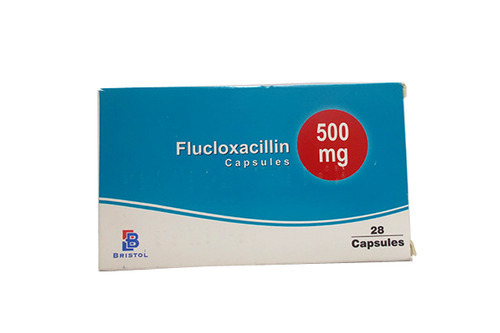 Flucloxacillin
Capsules
500
mg
28
Capsules
B
BRISTOL